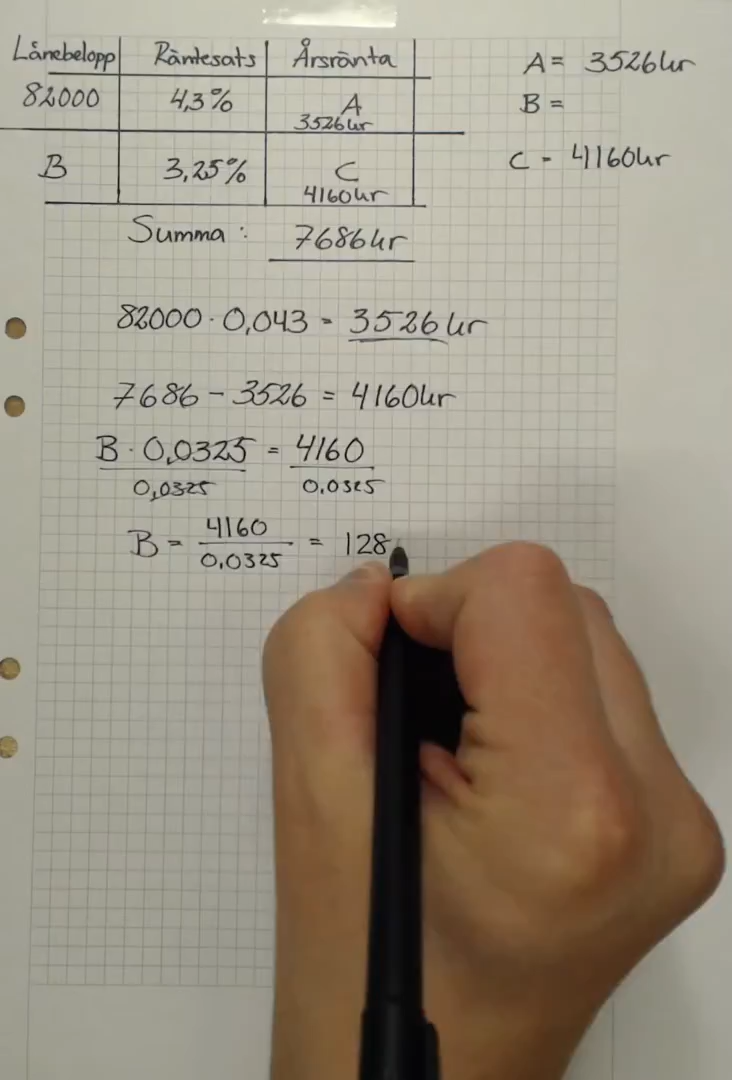 Lånebelopp Räntesats Årsränta
82000 4,3% A
3526kr
B 3,25% C
4160kr
Summa: 7686kr
A = 3526kr
B =
C = 4160kr
82000 · 0,043 = 3526kr
7686 - 3526 = 4160kr
B · 0,0325 = 4160
0,0325 0,0325
B = 4160 = 128
0,0325